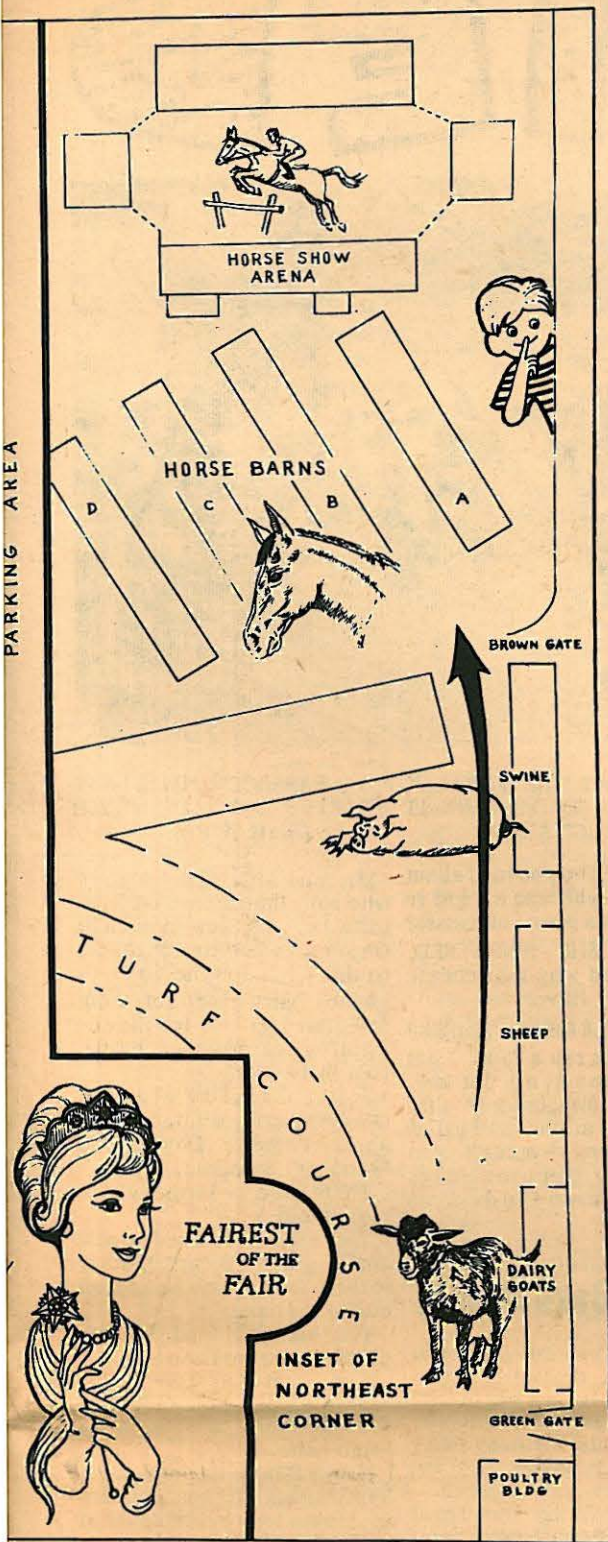 HORSE SHOW
ARENA
PARKING AREA
HORSE BARNS
D
C
B
A
BROWN GATE
SWINE
TURF COURSE
SHEEP
FAIREST
OF THE
FAIR
DAIRY
GOATS
INSET OF
NORTHEAST
CORNER
GREEN GATE
POULTRY
BLDG